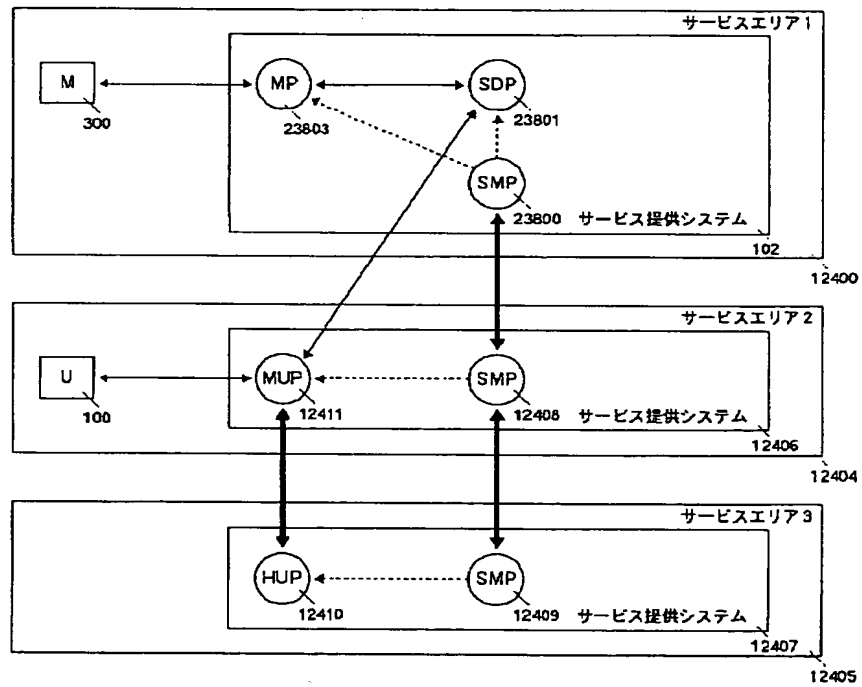 サービスエリア1
M
300
MP
23803
SDP
23801
SMP
23800
サービス提供システム
102
12400
サービスエリア2
U
100
MUP
12411
SMP
12408
サービス提供システム
12406
12404
サービスエリア3
HUP
12410
SMP
12409
サービス提供システム
12407
12405